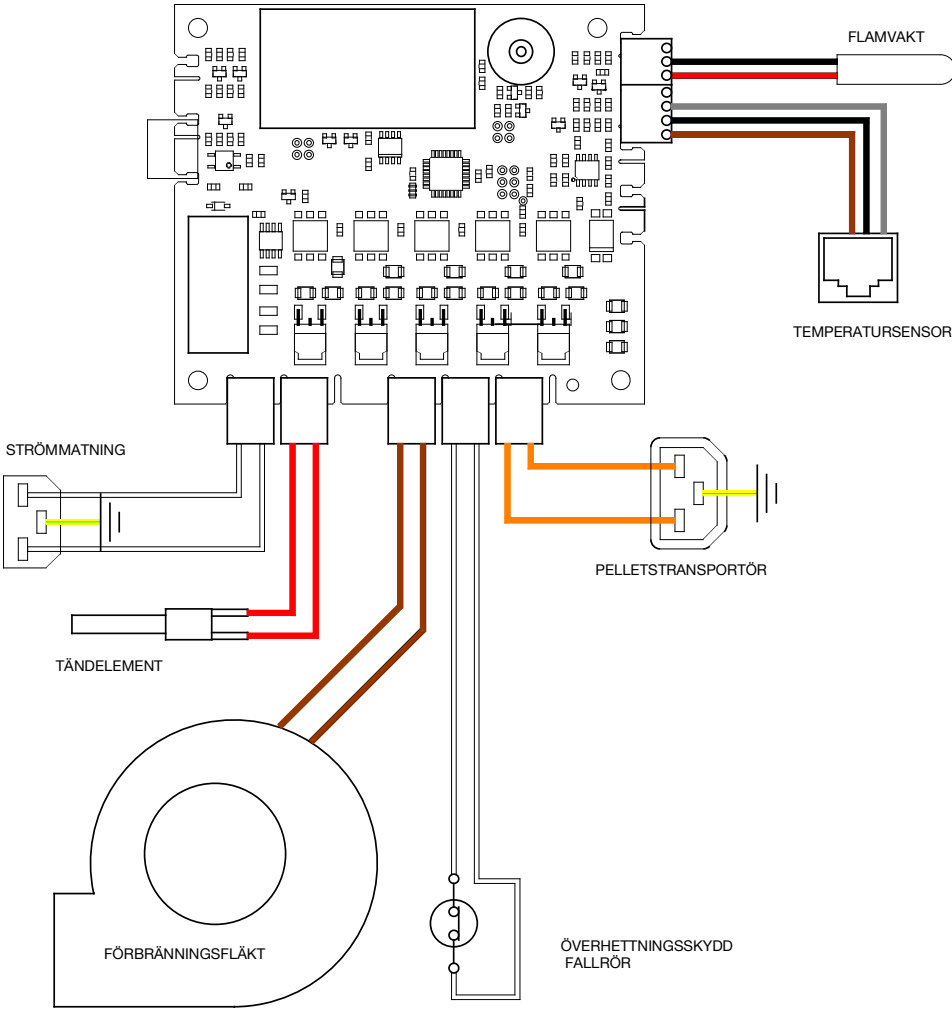 FLAMVAKT
TEMPERATURSENSOR
STRÖMMATNING
PELLETSTRANSPORTÖR
TÄNDELEMENT
FÖRBRÄNNINGSFLÄKT
ÖVERHETTNINGSSKYDD
FALLRÖR